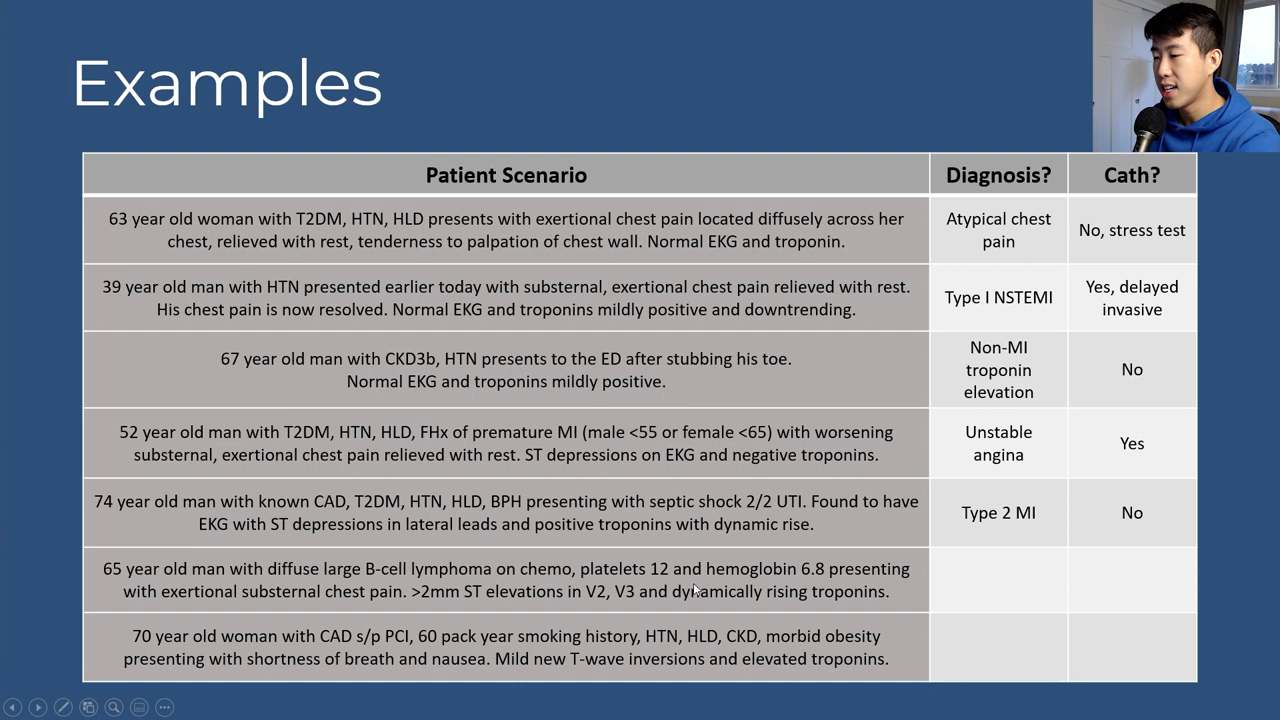 Examples
Patient Scenario
Diagnosis?
Cath?
63 year old woman with T2DM, HTN, HLD presents with exertional chest pain located diffusely across her
chest, relieved with rest, tenderness to palpation of chest wall. Normal EKG and troponin.
Atypical chest
pain
No, stress test
39 year old man with HTN presented earlier today with substernal, exertional chest pain relieved with rest.
His chest pain is now resolved. Normal EKG and troponins mildly positive and downtrending.
Type I NSTEMI
Yes, delayed
invasive
67 year old man with CKD3b, HTN presents to the ED after stubbing his toe.
Normal EKG and troponins mildly positive.
Non-MI
troponin
elevation
No
52 year old man with T2DM, HTN, HLD, FHx of premature MI (male <55 or female <65) with worsening
substernal, exertional chest pain relieved with rest. ST depressions on EKG and negative troponins.
Unstable
angina
Yes
74 year old man with known CAD, T2DM, HTN, HLD, BPH presenting with septic shock 2/2 UTI. Found to have
EKG with ST depressions in lateral leads and positive troponins with dynamic rise.
Type 2 MI
No
65 year old man with diffuse large B-cell lymphoma on chemo, platelets 12 and hemoglobin 6.8 presenting
with exertional substernal chest pain. >2mm ST elevations in V2, V3 and dynamically rising troponins.
70 year old woman with CAD s/p PCI, 60 pack year smoking history, HTN, HLD, CKD, morbid obesity
presenting with shortness of breath and nausea. Mild new T-wave inversions and elevated troponins.